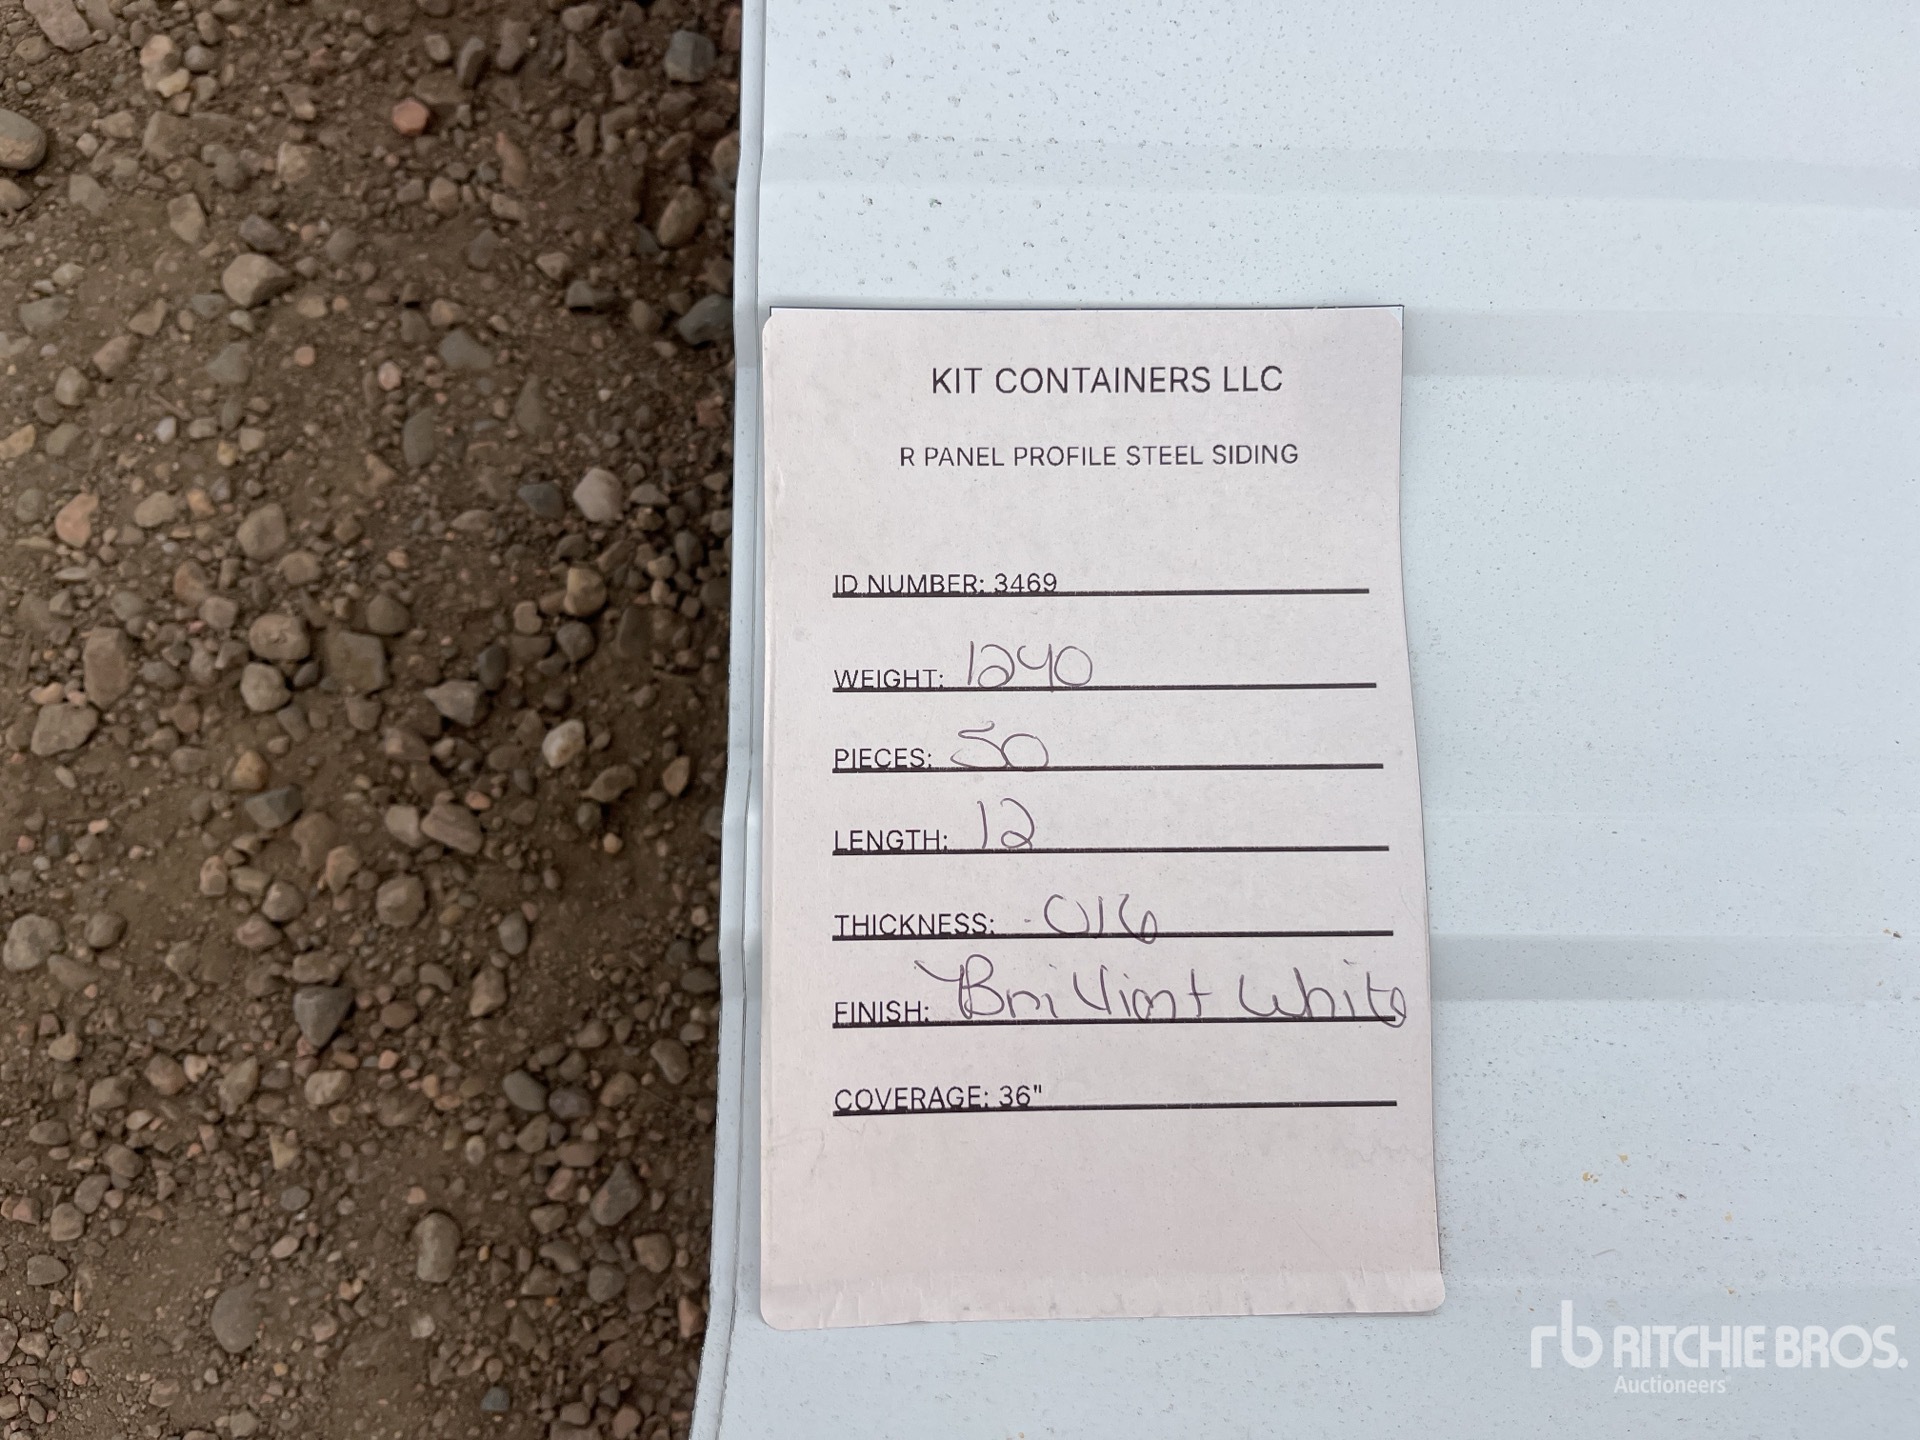 KIT CONTAINERS LLC
R PANEL PROFILE STEEL SIDING
ID NUMBER: 3469
WEIGHT: 1240
PIECES: 50
LENGTH: 12
THICKNESS: .016
FINISH: Brilliant White
COVERAGE: 36"
rb RITCHIE BROS.
Auctioneers